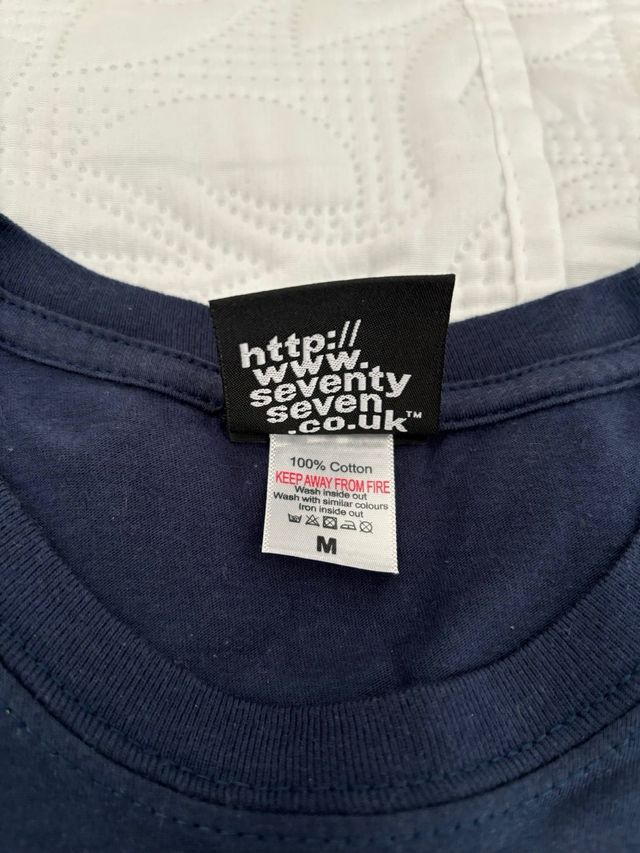 http://
www.
seventy
seven
.co.uk™
100% Cotton
KEEP AWAY FROM FIRE
Wash inside out
Wash with similar colours
Iron inside out
M